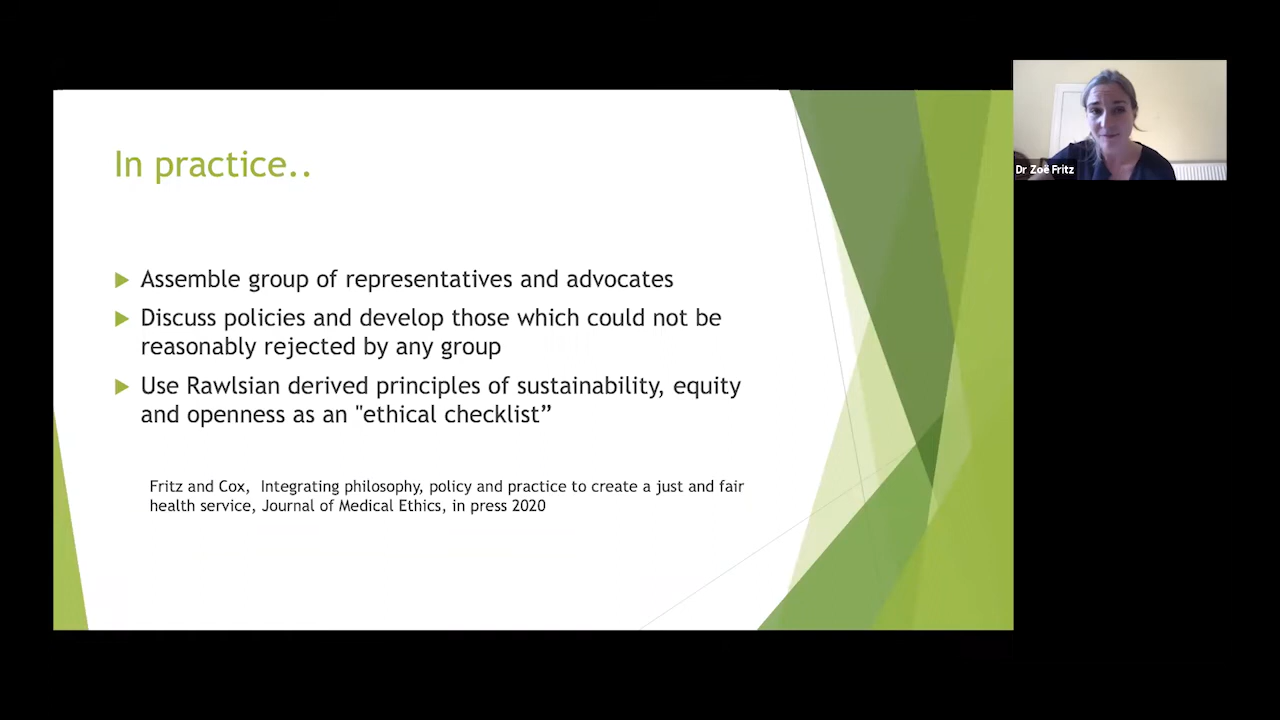 In practice..
Assemble group of representatives and advocates
Discuss policies and develop those which could not be
reasonably rejected by any group
Use Rawlsian derived principles of sustainability, equity
and openness as an "ethical checklist”
Fritz and Cox, Integrating philosophy, policy and practice to create a just and fair
health service, Journal of Medical Ethics, in press 2020
Dr Zoë Fritz